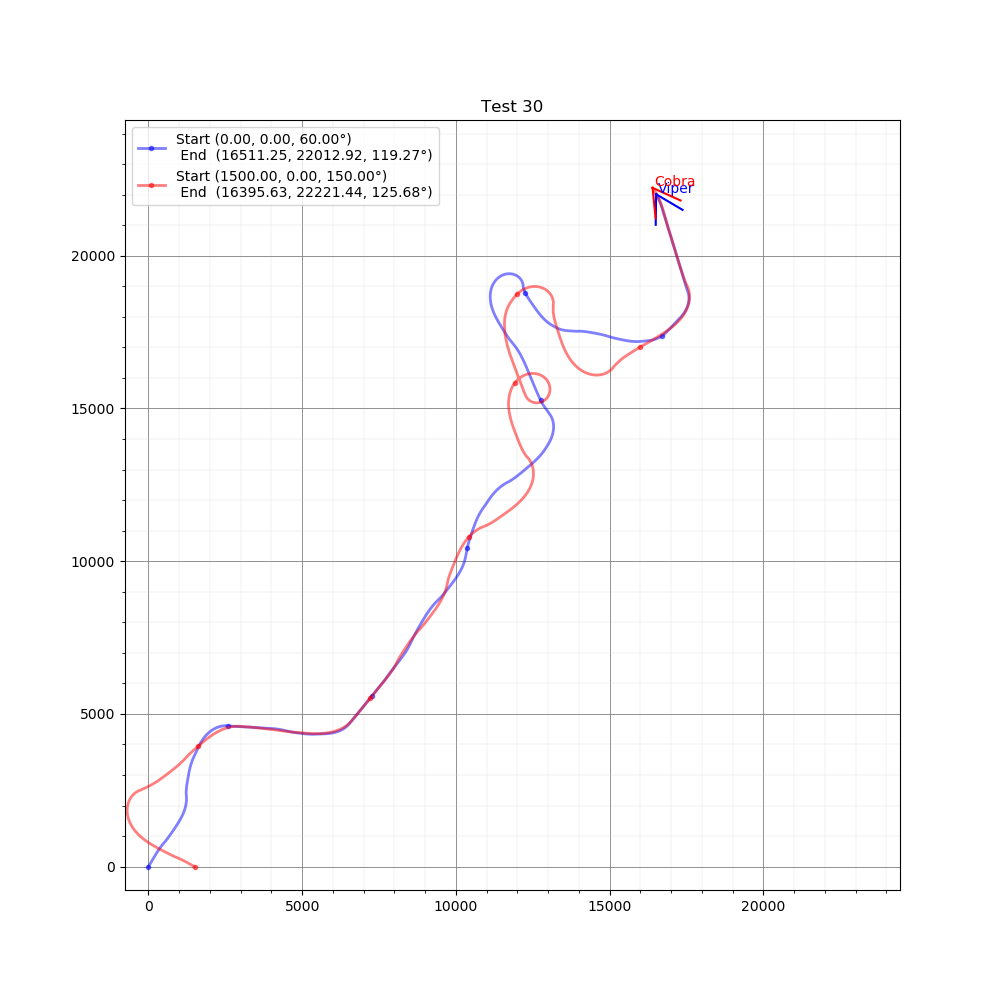 Test 30
Start (0.00, 0.00, 60.00°)
End (16511.25, 22012.92, 119.27°)
Start (1500.00, 0.00, 150.00°)
End (16395.63, 22221.44, 125.68°)
Cobra
Viper
20000
15000
10000
5000
0
0 5000 10000 15000 20000